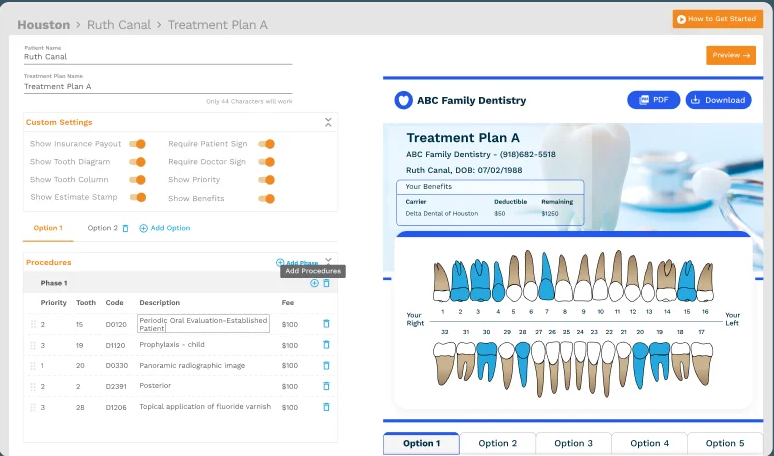 Houston > Ruth Canal > Treatment Plan A
How to Get Started
Patient Name
Ruth Canal
Treatment Plan Name
Treatment Plan A
Only 44 Characters will work
Custom Settings
Show Insurance Payout
Require Patient Sign
Show Tooth Diagram
Require Doctor Sign
Show Tooth Column
Show Priority
Show Estimate Stamp
Show Benefits
Option 1
Option 2
Add Option
Procedures
Add Phase
Add Procedures
Phase 1
Priority Tooth Code Description Fee
2 15 D0120 Periodic Oral Evaluation-Established
Patient
$100
3 19 D1120 Prophylaxis - child $100
1 20 D0330 Panoramic radiographic image $100
2 2 D2391 Posterior $100
3 28 D1206 Topical application of fluoride varnish $100
Preview →
ABC Family Dentistry
PDF
Download
Treatment Plan A
ABC Family Dentistry - (918)682-5518
Ruth Canal, DOB: 07/02/1988
Your Benefits
Carrier Deductible Remaining
Delta Dental of Houston $50 $1250
1 2 3 4 5 6 7 8 9 10 11 12 13 14 15 16
Your
Right
Your
Left
32 31 30 29 28 27 26 25 24 23 22 21 20 19 18 17
Option 1 Option 2 Option 3 Option 4 Option 5